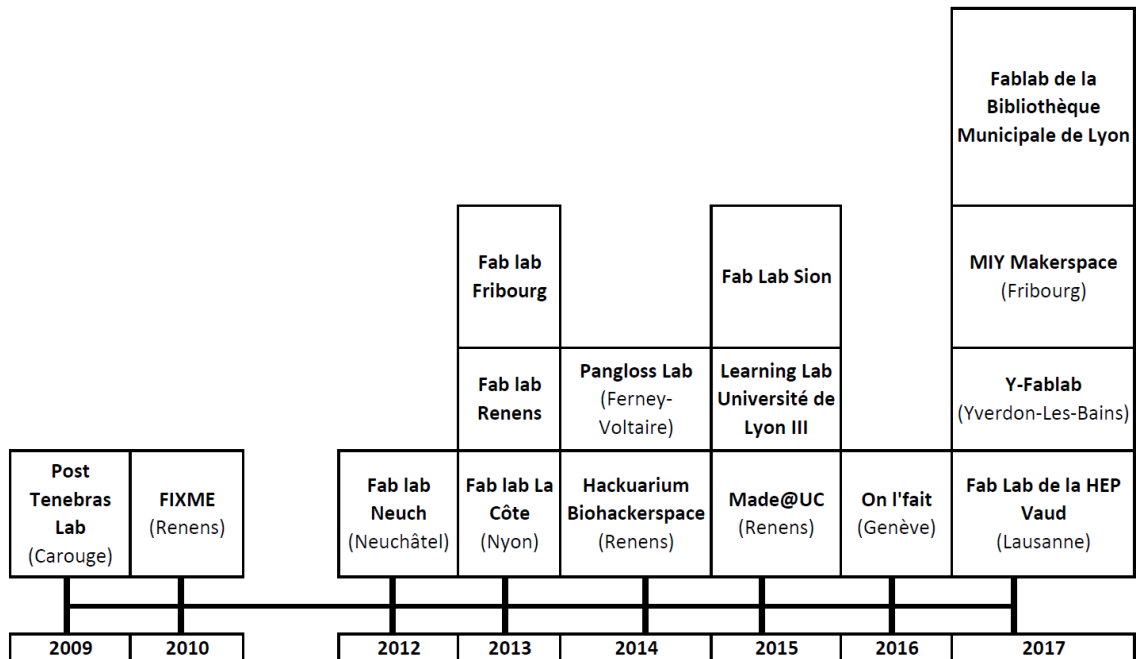 Fablab de la
Bibliothèque
Municipale de Lyon
Fab lab
Fribourg
Fab Lab Sion
MIY Makerspace
(Fribourg)
Fab lab
Renens
Pangloss Lab
(Ferney-
Voltaire)
Learning Lab
Université de
Lyon III
Y-Fablab
(Yverdon-Les-Bains)
Post
Tenebras
Lab
(Carouge)
FIXME
(Renens)
Fab lab
Neuch
(Neuchâtel)
Fab lab La
Côte
(Nyon)
Hackuarium
Biohackerspace
(Renens)
Made@UC
(Renens)
On l'fait
(Genève)
Fab Lab de la HEP
Vaud
(Lausanne)
2009
2010
2012
2013
2014
2015
2016
2017